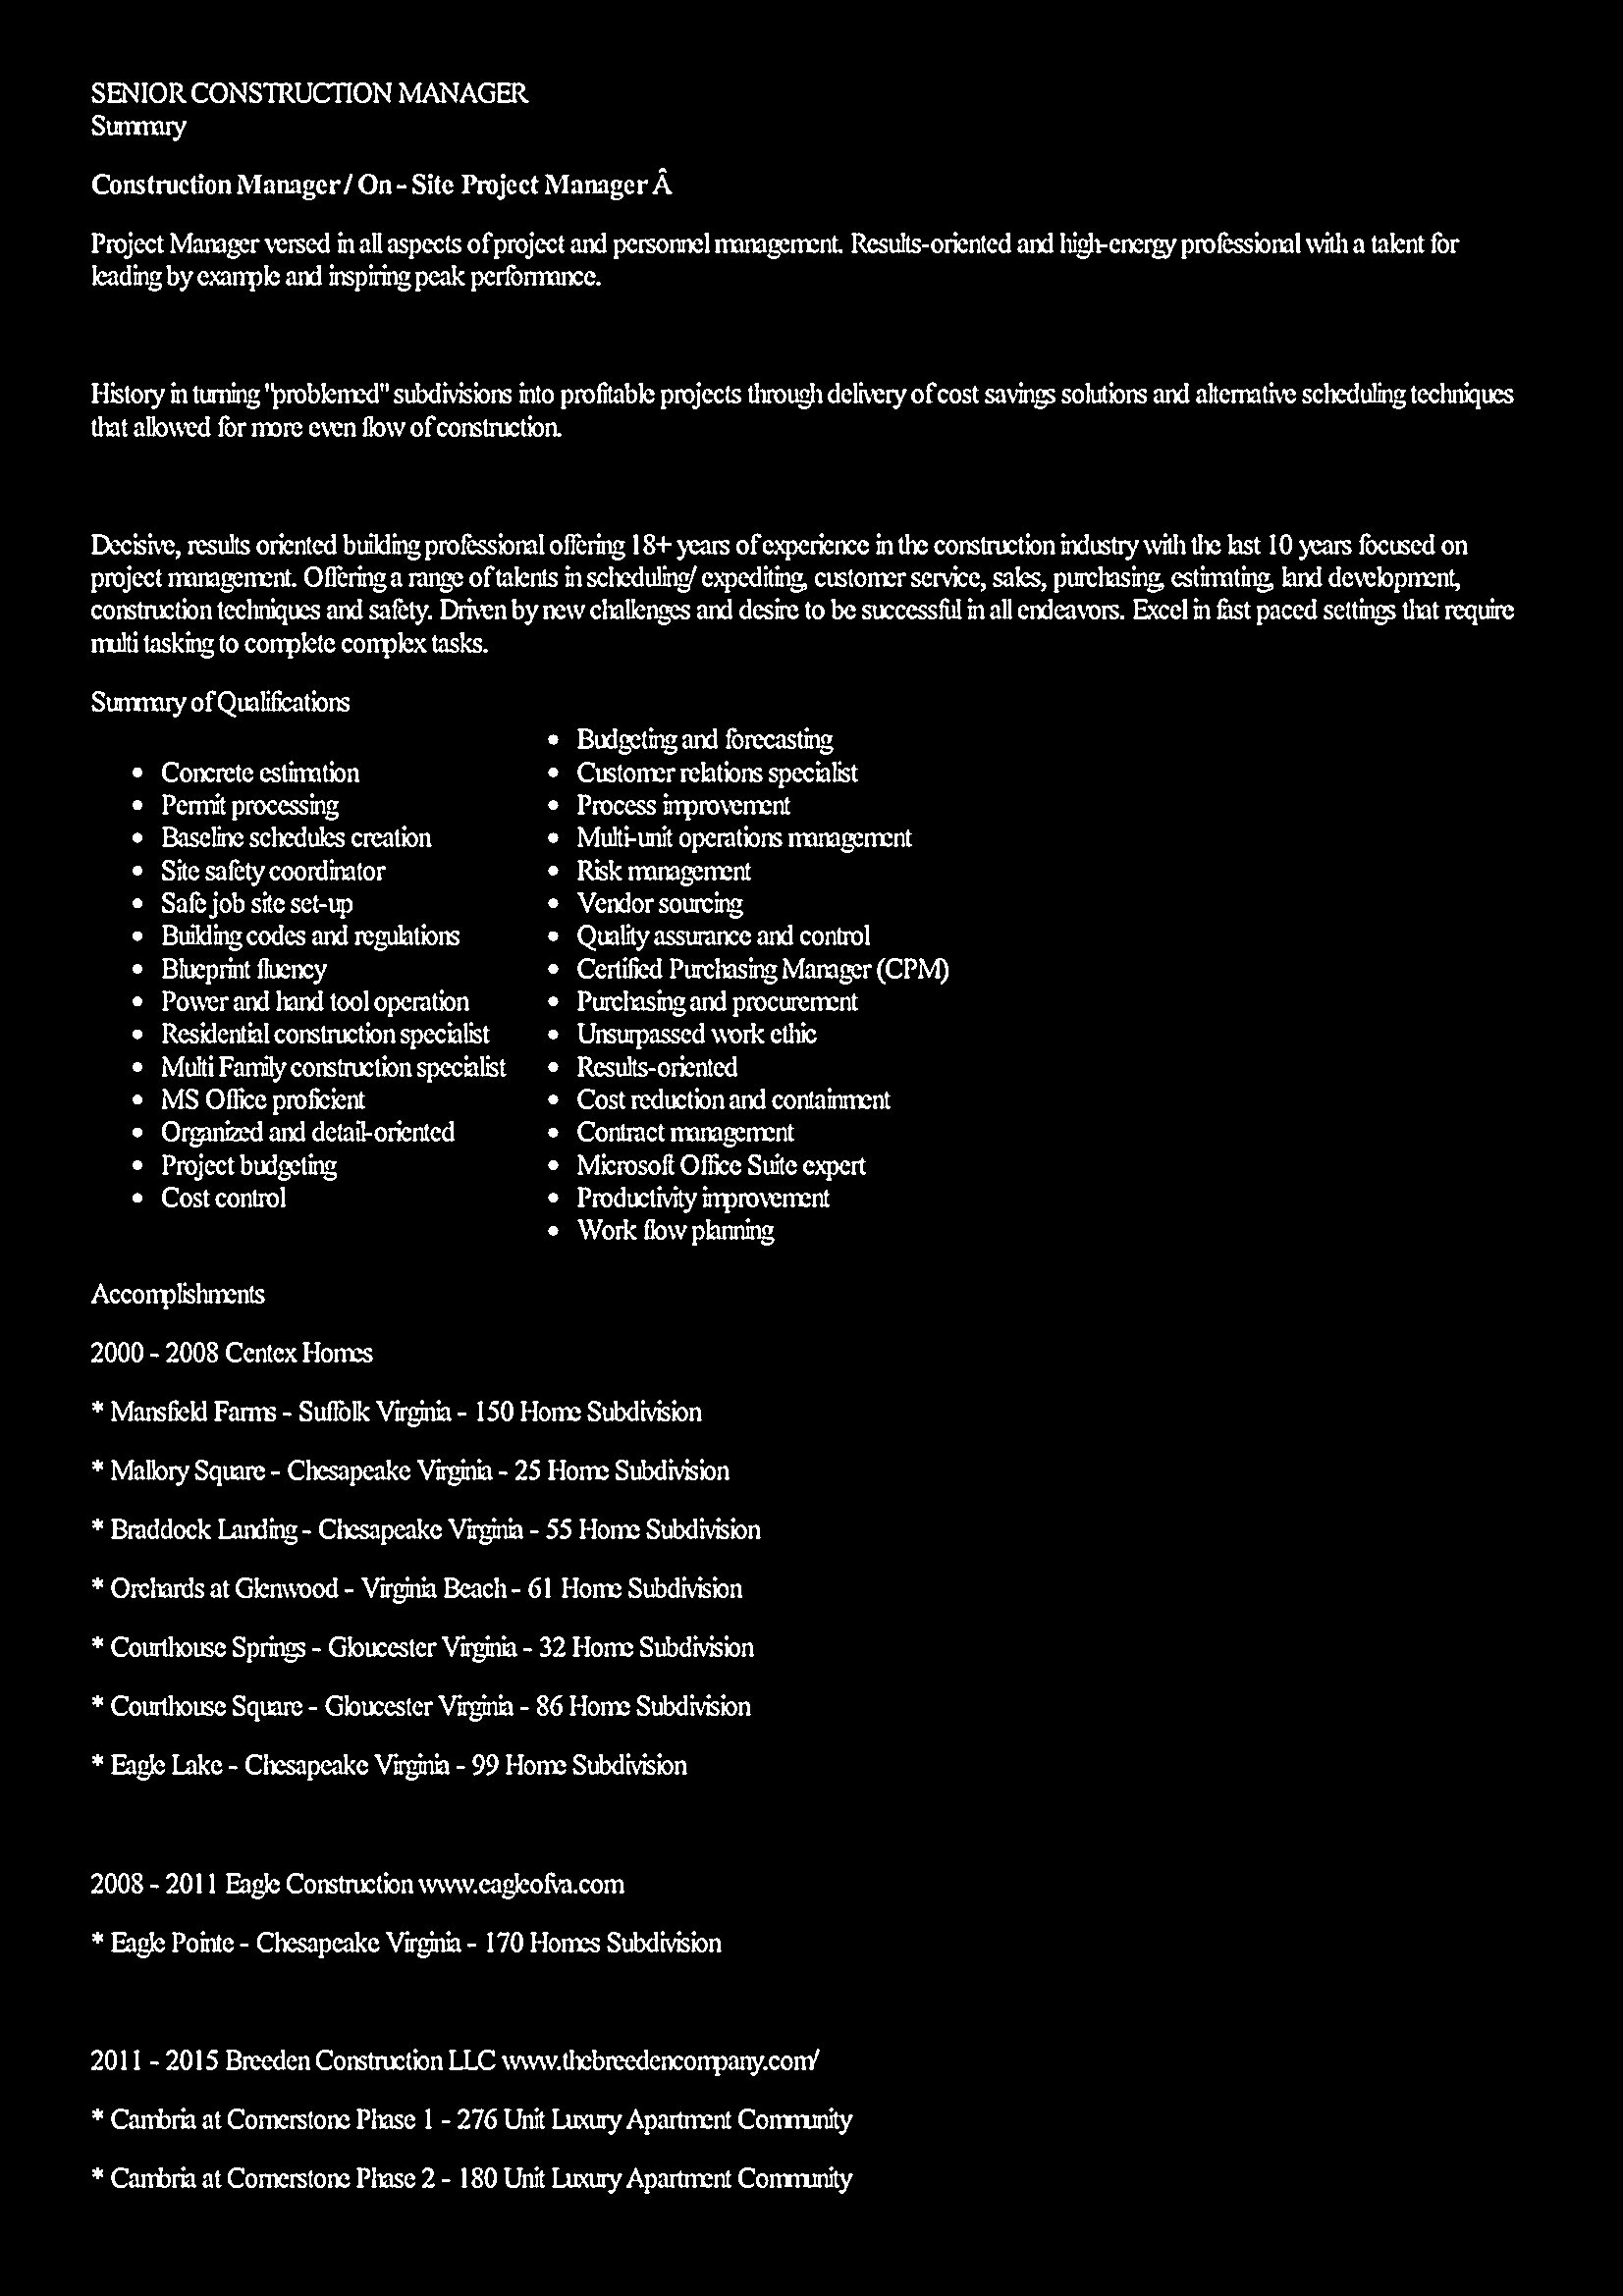 SENIOR CONSTRUCTION MANAGER
Summary
Construction Manager / On - Site Project Manager Â
Project Manager versed in all aspects of project and personnel management. Results-oriented and high-energy professional with a talent for
leading by example and inspiring peak performance.
History in turning "problemed" subdivisions into profitable projects through delivery of cost savings solutions and alternative scheduling techniques
that allowed for more even flow of construction.
Decisive, results oriented building professional offering 18+ years of experience in the construction industry with the last 10 years focused on
project management. Offering a range of talents in scheduling/ expediting, customer service, sales, purchasing, estimating, land development,
construction techniques and safety. Driven by new challenges and desire to be successful in all endeavors. Excel in fast paced settings that require
multi tasking to complete complex tasks.
Summary of Qualifications
• Concrete estimation
• Permit processing
• Baseline schedules creation
• Site safety coordinator
• Safe job site set-up
• Building codes and regulations
• Blueprint fluency
• Power and hand tool operation
• Residential construction specialist
• Multi Family construction specialist
• MS Office proficient
• Organized and detail-oriented
• Project budgeting
• Cost control
• Budgeting and forecasting
• Customer relations specialist
• Process improvement
• Multi-unit operations management
• Risk management
• Vendor sourcing
• Quality assurance and control
• Certified Purchasing Manager (CPM)
• Purchasing and procurement
• Unsurpassed work ethic
• Results-oriented
• Cost reduction and containment
• Contract management
• Microsoft Office Suite expert
• Productivity improvement
• Work flow planning
Accomplishments
2000 - 2008 Centex Homes
* Mansfield Farms - Suffolk Virginia - 150 Home Subdivision
* Mallory Square - Chesapeake Virginia - 25 Home Subdivision
* Braddock Landing - Chesapeake Virginia - 55 Home Subdivision
* Orchards at Glenwood - Virginia Beach - 61 Home Subdivision
* Courthouse Springs - Gloucester Virginia - 32 Home Subdivision
* Courthouse Square - Gloucester Virginia - 86 Home Subdivision
* Eagle Lake - Chesapeake Virginia - 99 Home Subdivision
2008 - 2011 Eagle Construction www.eagleofva.com
* Eagle Pointe - Chesapeake Virginia - 170 Homes Subdivision
2011 - 2015 Breeden Construction LLC www.thebreedencompany.com/
* Cambria at Cornerstone Phase 1 - 276 Unit Luxury Apartment Community
* Cambria at Cornerstone Phase 2 - 180 Unit Luxury Apartment Community